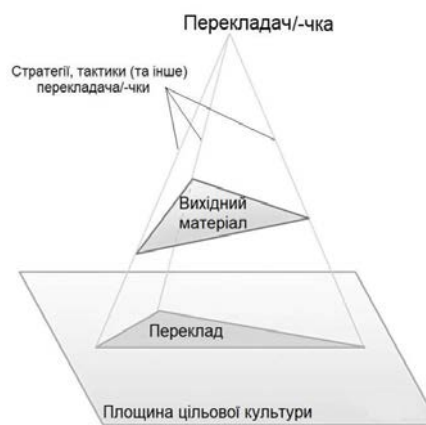 Перекладач/-чка
Стратегії, тактики (та інше)
перекладача/-чки
Вихідний
матеріал
Переклад
Площина цільової культури